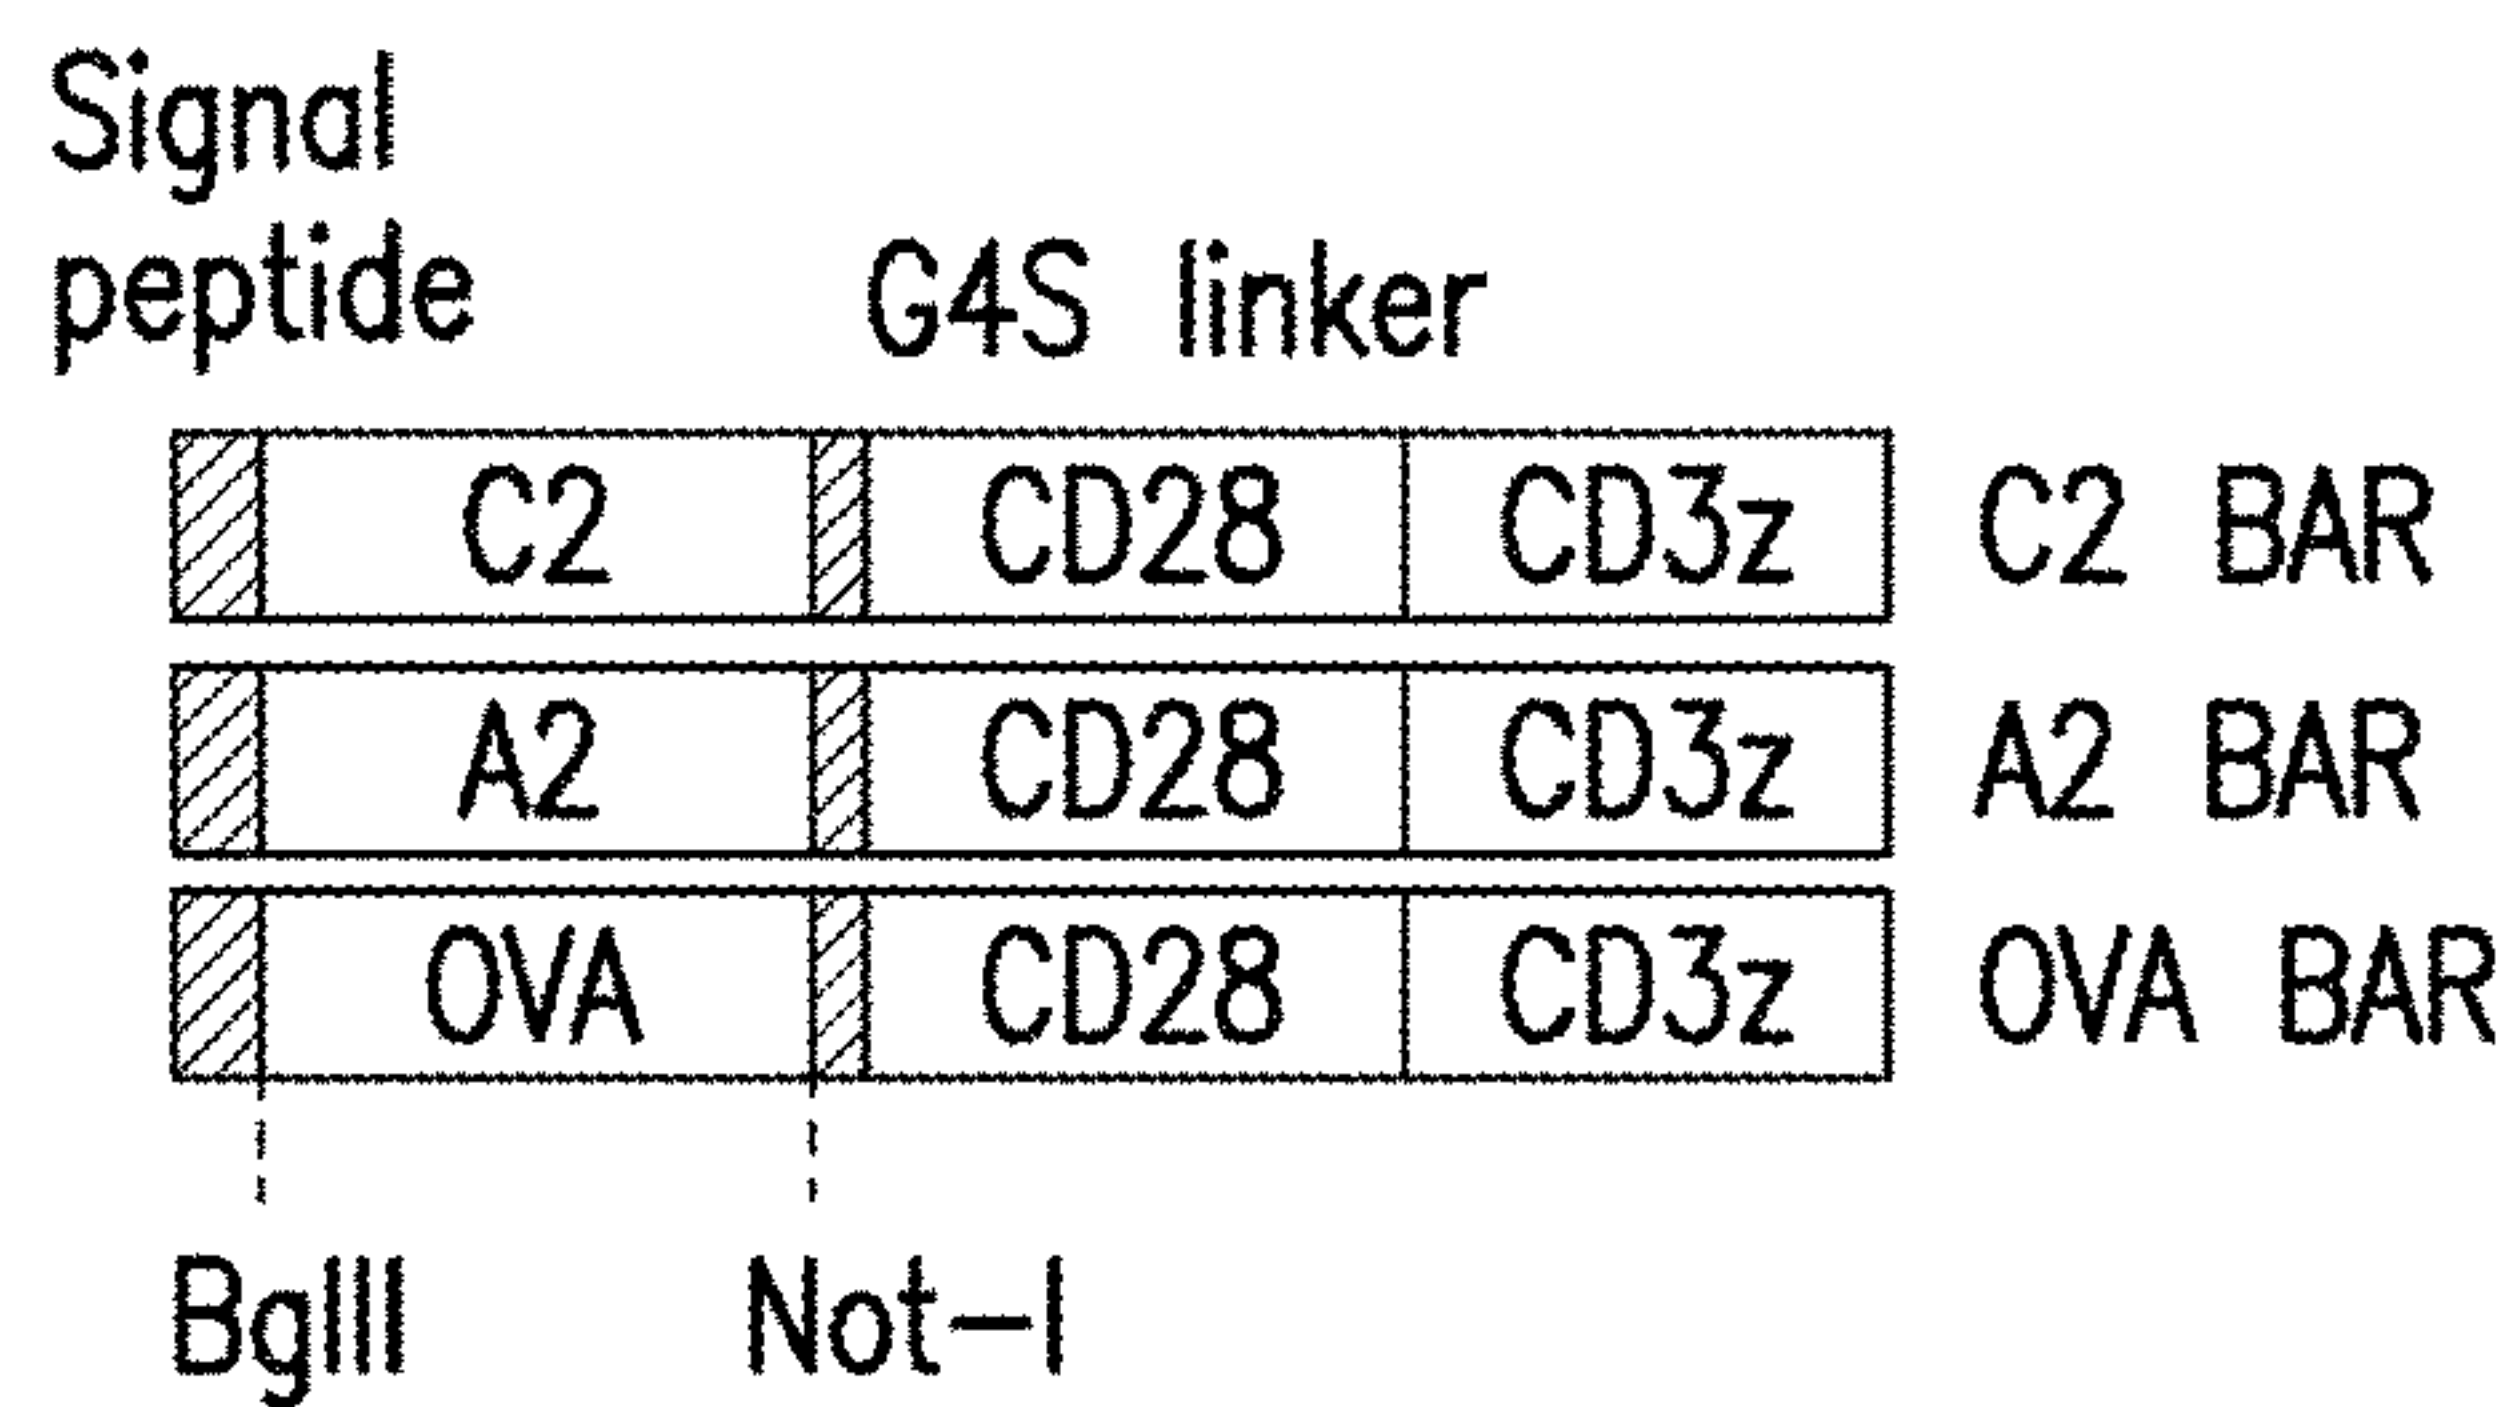 Signal
peptide
G4S linker
C2 CD28 CD3z C2 BAR
A2 CD28 CD3z A2 BAR
OVA CD28 CD3z OVA BAR
BglII Not-I